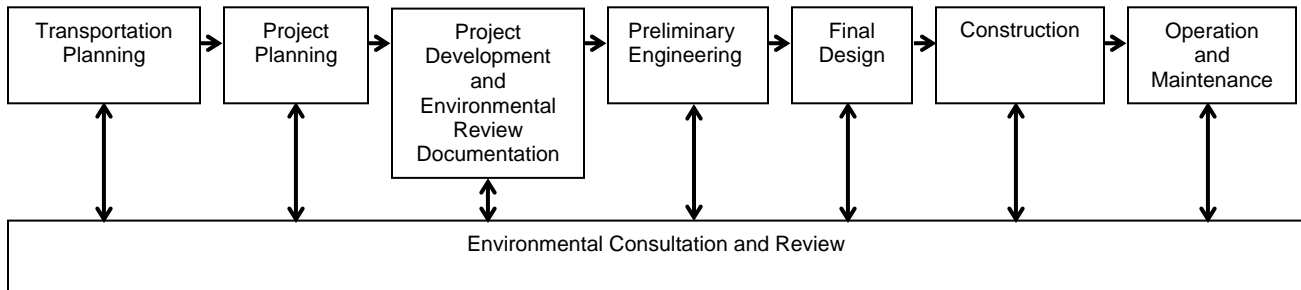 Transportation
Planning
Project
Planning
Project
Development
and
Environmental
Review
Documentation
Preliminary
Engineering
Final
Design
Construction
Operation
and
Maintenance
Environmental Consultation and Review